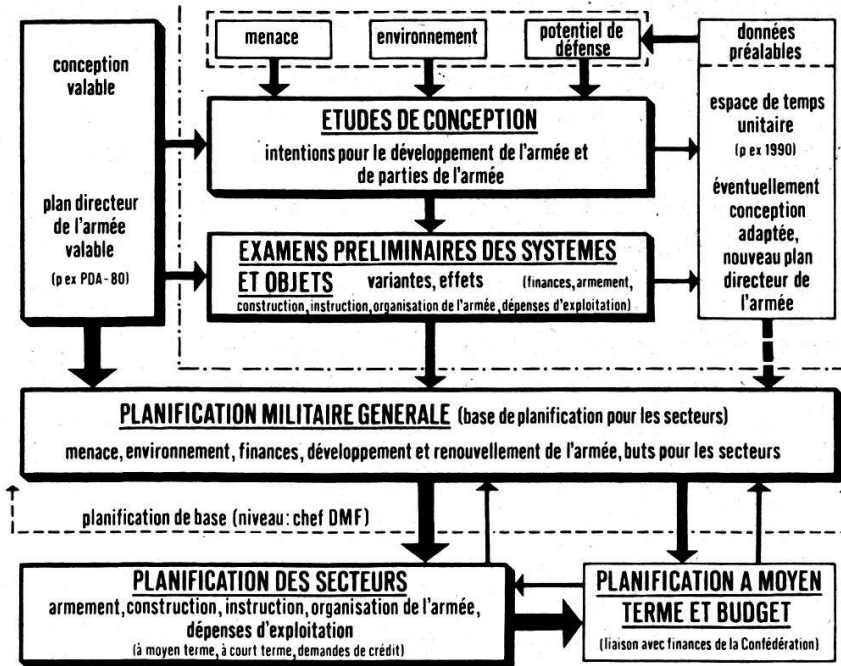 menace
environnement
potentiel de
défense
données
préalables
conception
valable
plan directeur
de l'armée
valable
(p ex PDA-80)
ETUDES DE CONCEPTION
intentions pour le développement de l'armée et
de parties de l'armée
espace de temps
unitaire
(p ex 1990)
éventuellement
conception
adaptée,
nouveau plan
directeur de
l'armée
EXAMENS PRELIMINAIRES DES SYSTEMES
ET OBJETS variantes, effets (finances, armement,
construction, instruction, organisation de l'armée, dépenses d'exploitation)
PLANIFICATION MILITAIRE GENERALE (base de planification pour les secteurs)
menace, environnement, finances, développement et renouvellement de l'armée, buts pour les secteurs
planification de base (niveau: chef DMF)
PLANIFICATION DES SECTEURS
armement, construction, instruction, organisation de l'armée,
dépenses d'exploitation
(à moyen terme, à court terme, demandes de crédit)
PLANIFICATION A MOYEN
TERME ET BUDGET
(liaison avec finances de la Confédération)